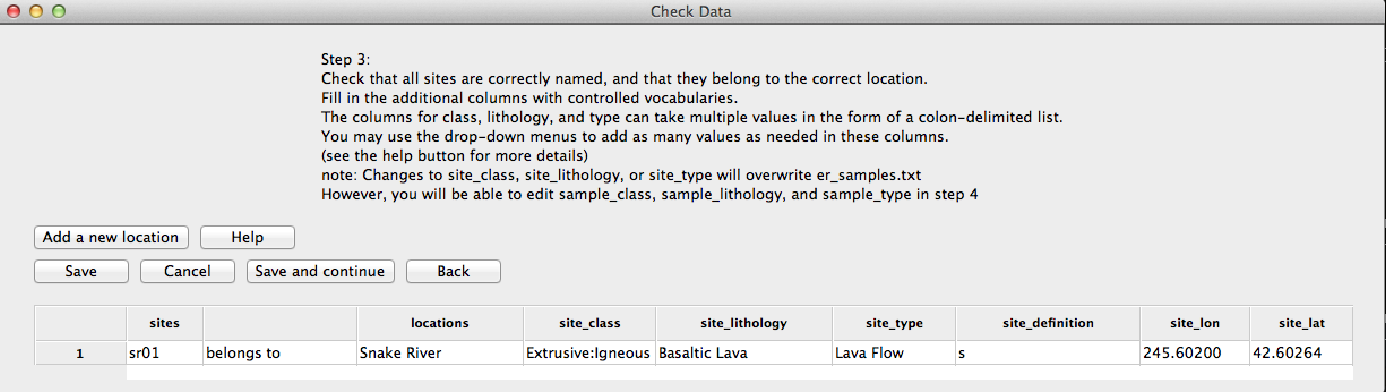 Check Data
Step 3:
Check that all sites are correctly named, and that they belong to the correct location.
Fill in the additional columns with controlled vocabularies.
The columns for class, lithology, and type can take multiple values in the form of a colon-delimited list.
You may use the drop-down menus to add as many values as needed in these columns.
(see the help button for more details)
note: Changes to site_class, site_lithology, or site_type will overwrite er_samples.txt
However, you will be able to edit sample_class, sample_lithology, and sample_type in step 4
Add a new location Help
Save Cancel Save and continue Back
sites locations site_class site_lithology site_type site_definition site_lon site_lat
1 sr01 belongs to Snake River Extrusive:Igneous Basaltic Lava Lava Flow s 245.60200 42.60264